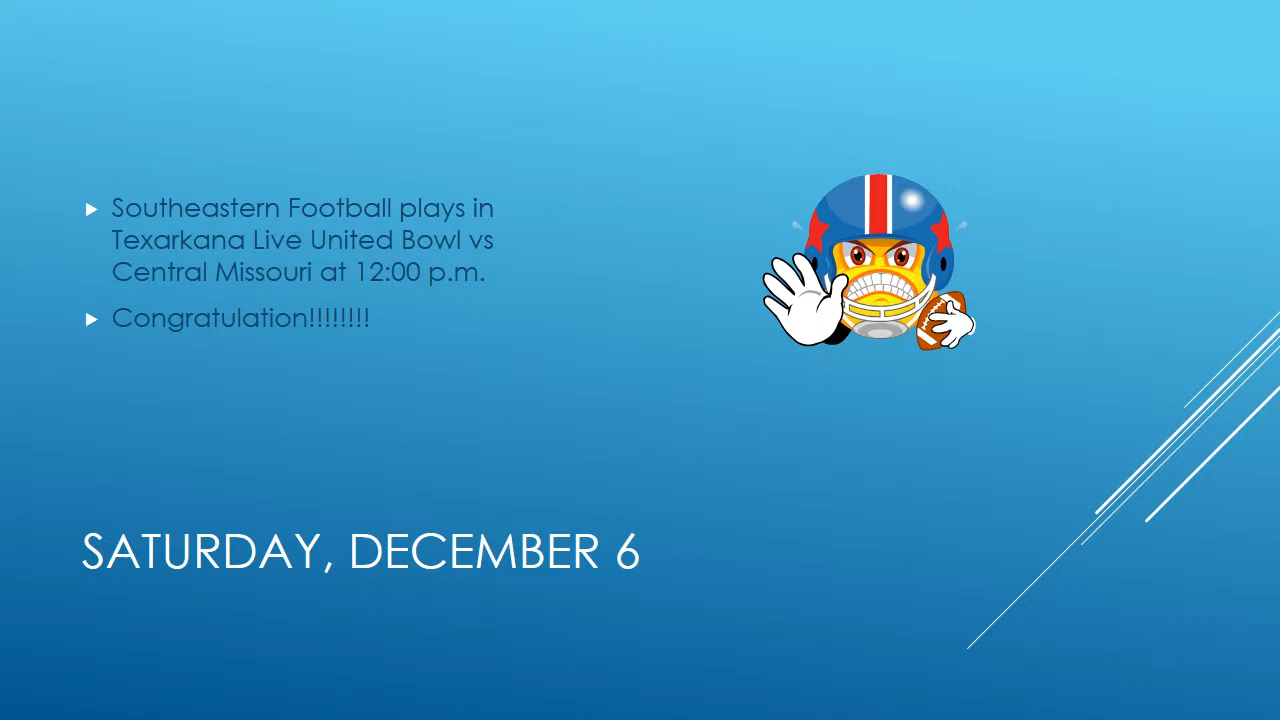 Southeastern Football plays in
Texarkana Live United Bowl vs
Central Missouri at 12:00 p.m.
Congratulation!!!!!!!!
SATURDAY, DECEMBER 6